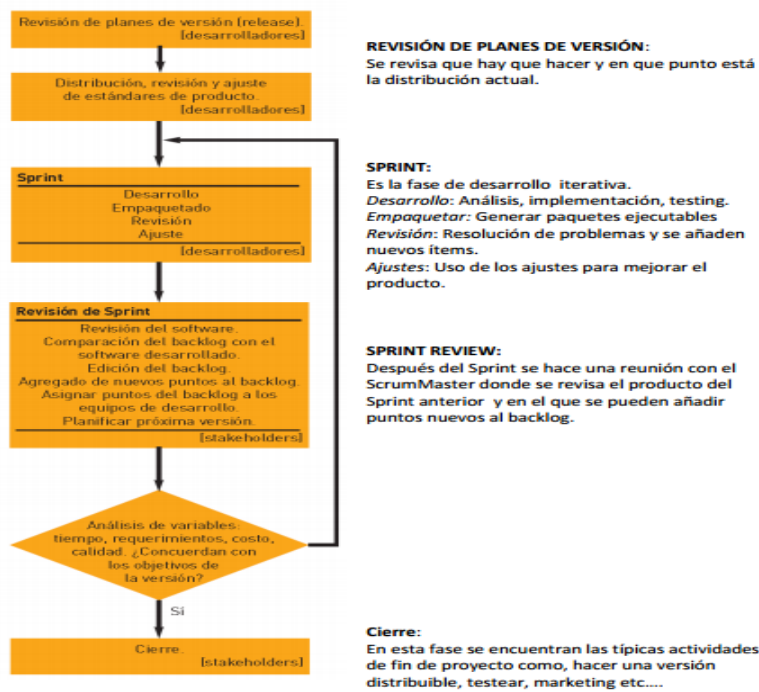 Revisión de planes de versión (release).
[desarrolladores]
REVISIÓN DE PLANES DE VERSIÓN:
Se revisa que hay que hacer y en que punto está
la distribución actual.
Distribución, revisión y ajuste
de estándares de producto.
[desarrolladores]
Sprint
Desarrollo
Empaquetado
Revisión
Ajuste
[desarrolladores]
SPRINT:
Es la fase de desarrollo iterativa.
Desarrollo: Análisis, implementación, testing.
Empaquetar: Generar paquetes ejecutables
Revisión: Resolución de problemas y se añaden
nuevos ítems.
Ajustes: Uso de los ajustes para mejorar el
producto.
Revisión de Sprint
Revisión del software.
Comparación del backlog con el
software desarrollado.
Edición del backlog.
Agregado de nuevos puntos al backlog.
Asignar puntos del backlog a los
equipos de desarrollo.
Planificar próxima versión.
[stakeholders]
SPRINT REVIEW:
Después del Sprint se hace una reunión con el
ScrumMaster donde se revisa el producto del
Sprint anterior y en el que se pueden añadir
puntos nuevos al backlog.
Análisis de variables:
tiempo, requerimientos, costo,
calidad. ¿Concuerdan con
los objetivos de
la versión?
Sí
Cierre.
[stakeholders]
Cierre:
En esta fase se encuentran las típicas actividades
de fin de proyecto como, hacer una versión
distribuible, testear, marketing etc....